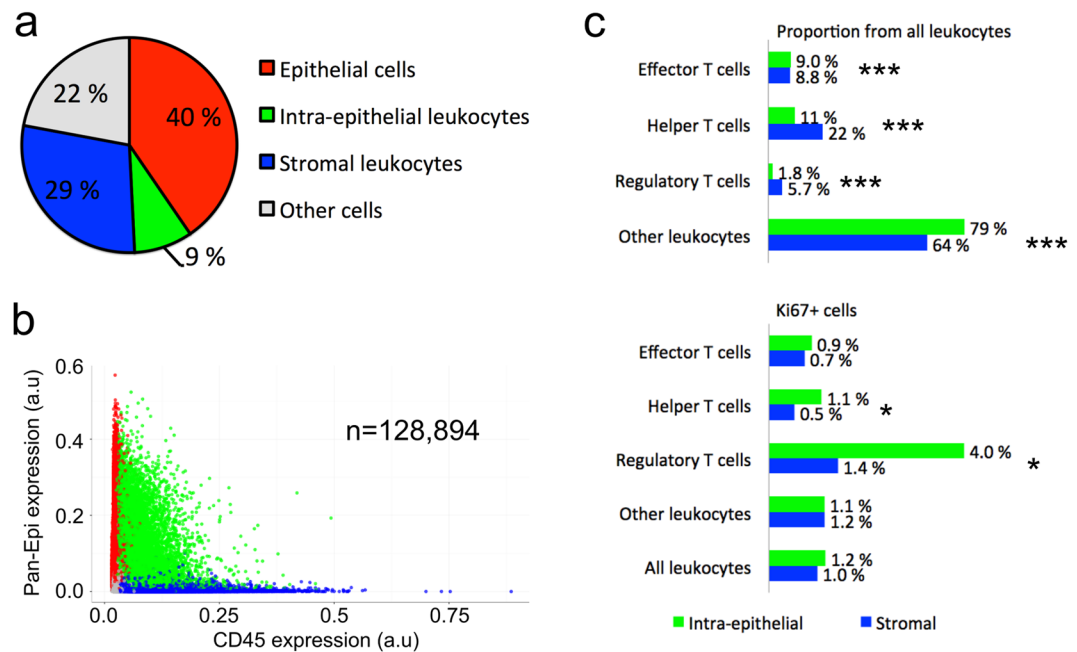 a
40 %
9 %
29 %
22 %
Epithelial cells
Intra-epithelial leukocytes
Stromal leukocytes
Other cells
b
Pan-Epi expression (a.u)
0.6
0.4
0.2
0.0
n=128,894
0.0 0.25 0.50 0.75
CD45 expression (a.u)
c
Proportion from all leukocytes
Effector T cells 9.0 % ***
8.8 %
Helper T cells 11 % ***
22 %
Regulatory T cells 1.8 % ***
5.7 %
Other leukocytes 79 %
64 % ***
Ki67+ cells
Effector T cells 0.9 %
0.7 %
Helper T cells 1.1 %
0.5 % *
Regulatory T cells 4.0 %
1.4 % *
Other leukocytes 1.1 %
1.2 %
All leukocytes 1.2 %
1.0 %
Intra-epithelial Stromal